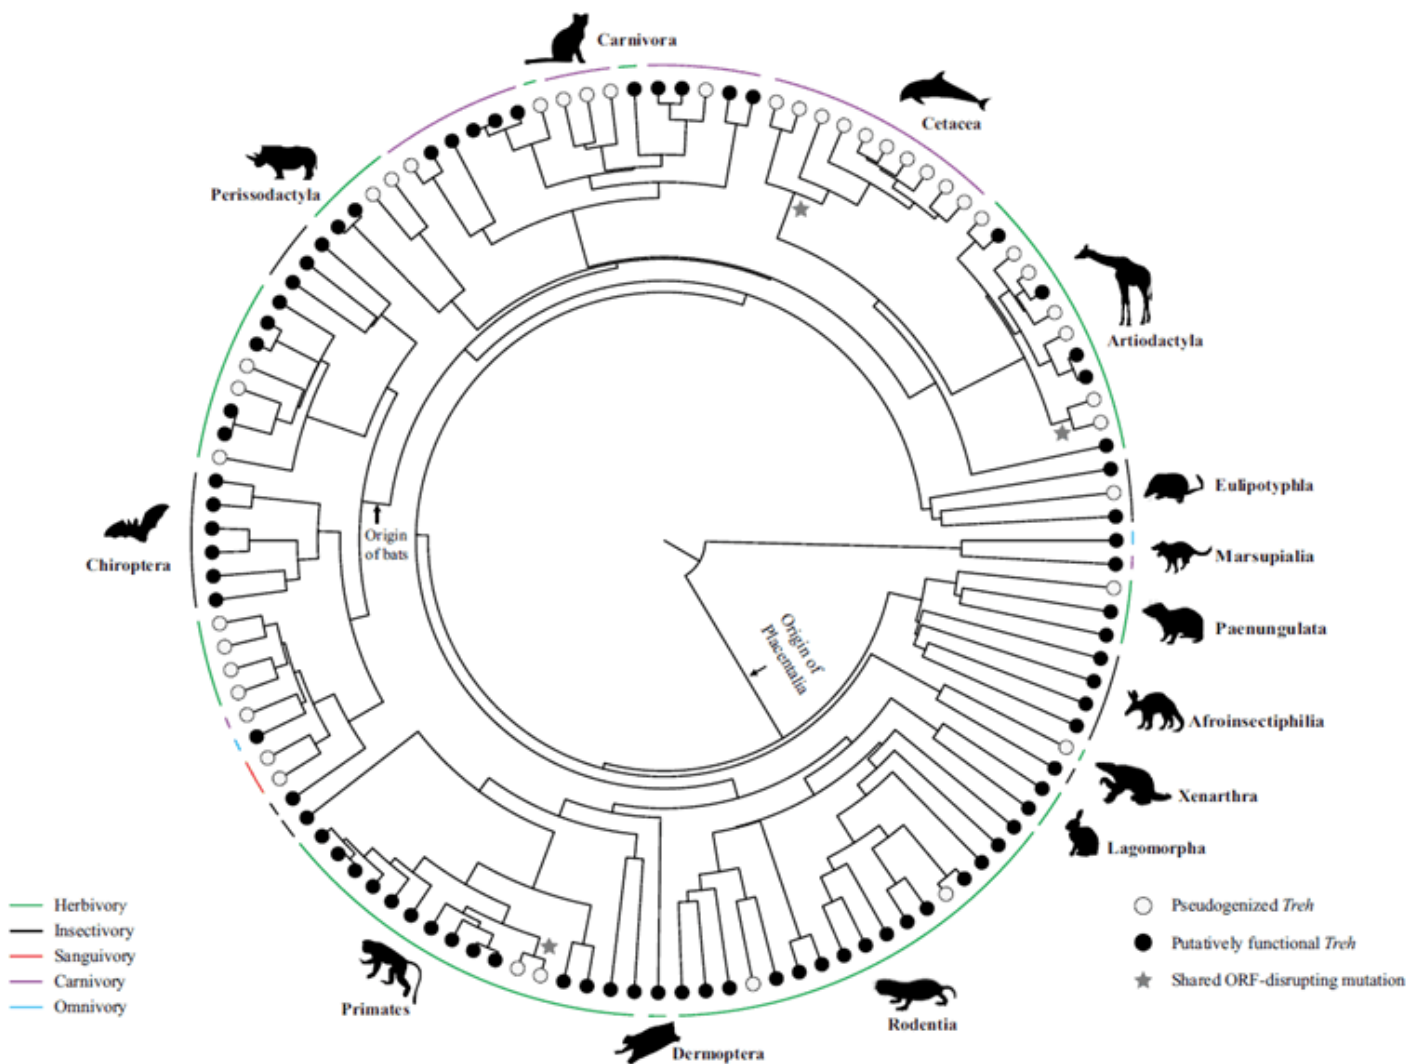 Carnivora
Cetacea
Perissodactyla
Artiodactyla
Eulipotyphla
Origin
of bats
Chiroptera
Marsupialia
Origin of
Placentalia
Paenungulata
Afroinsectiphilia
Xenarthra
Lagomorpha
Herbivory
Insectivory
Sanguivory
Carnivory
Omnivory
Pseudogenized Treh
Putatively functional Treh
Shared ORF-disrupting mutation
Primates
Rodentia
Dermoptera